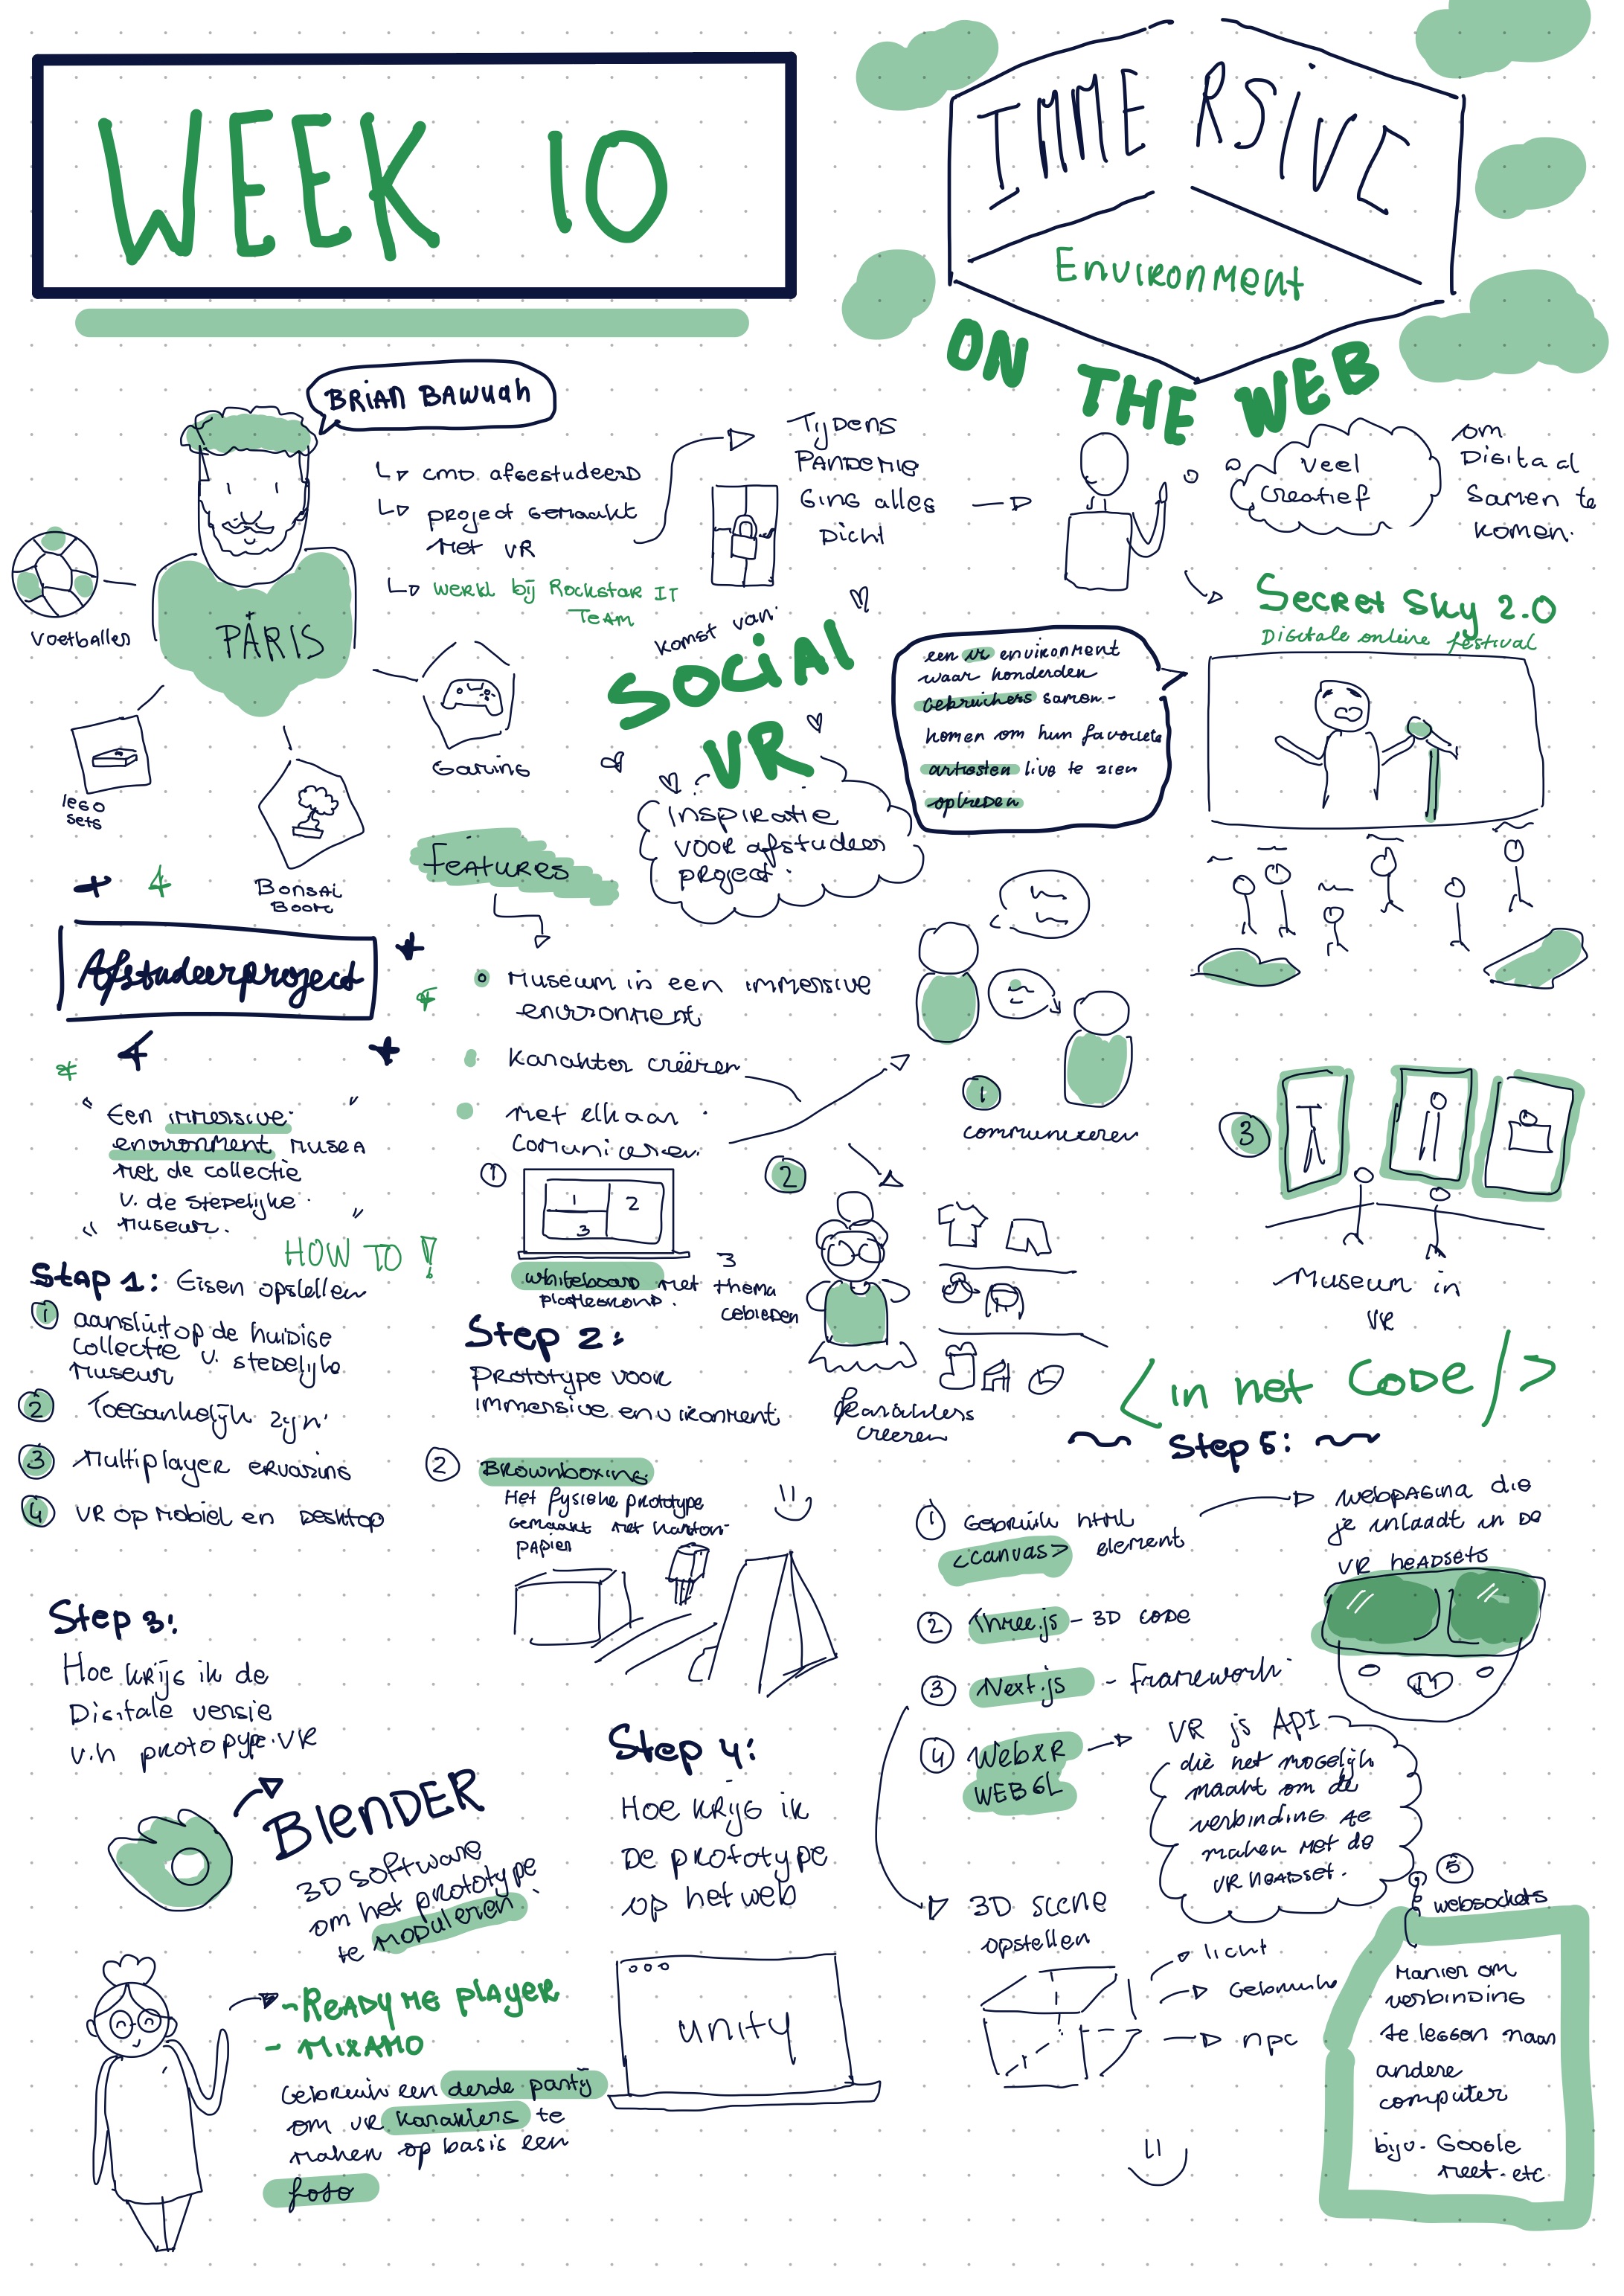 WEEK 10
IMMERSIVE
Environment
ON THE WEB
BRIAN BAWUAH
↳ CMD afgestudeerd
↳ project gemaakt
met VR
↳ werkt bij Rockstar IT
Team
PARIS
Voetballer
lego
sets
Bonsai
Boom
Gaming
Tijdens
PANDEMIE
Ging alles
Dicht
veel
creatief
om
Digitaal
samen te
komen.
Secret Sky 2.0
Digitale online festival
een vr environment
waar honderden
Gebruikers samen-
komen om hun favoriete
artiesten live te zien
optreden
komst van:
SOCIAL
VR
Inspiratie
voor afstudeer
project.
Features
Museum in een immersive
environment
Karakter creëren
met elkaar
comuniceren
1
communiceren
2
Karakters
creeren
3
Museum in
VR
Afstudeerproject
" Een immersive "
environment musea
met de collectie
v. de stedelijke
" museum. "
HOW TO !
Stap 1: Eisen opstellen
1 aansluit op de huidige
collectie v. stedelijk
museum
2 Toegankelijk zijn
3 Multiplayer ervaring
4 VR op mobiel en Desktop
1
1 2
3
whiteboard met 3 thema
plattegrond. gebieden
Step 2:
Prototype voor
immersive environment
2 Brownboxing
Het fysieke prototype
gemaakt met karton
papier
Step 3:
Hoe krijg ik de
Digitale versie
v.h protopype.VR
BlenDER
3D software
om het prototype
te moduleren
- READY ME PlAYER
- MIXAMO
Gebruik een derde partij
om VR karakters te
maken op basis een
foto
Step 4:
Hoe krijg ik
De prototype
op het web
unity
<in net CODE/>
Step 5:
1 Gebruik html
<canvas> element
webpagina die
je inlaadt in de
VR headsets
2 Three.js - 3D code
3 Next.js - framework
4 WebXR
WEBGL
VR js API
die het mogelijk
maakt om de
verbinding te
maken met de
VR headset.
3D scene
opstellen
licht
Gebruiker
npc
5
websockets
Manier om
verbinding
te leggen naar
andere
computer
bijv. Google
meet. etc